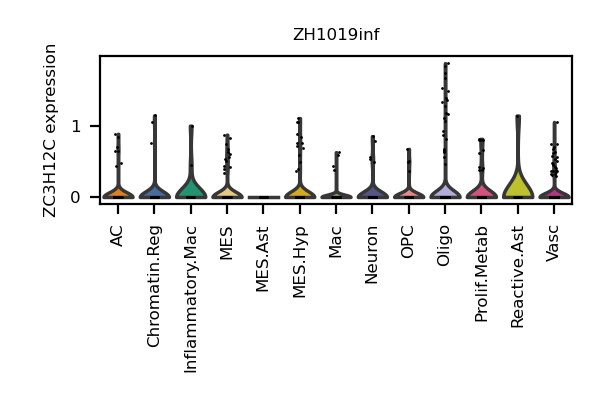 ZH1019inf
ZC3H12C expression
1
0
AC
Chromatin.Reg
Inflammatory.Mac
MES
MES.Ast
MES.Hyp
Mac
Neuron
OPC
Oligo
Prolif.Metab
Reactive.Ast
Vasc